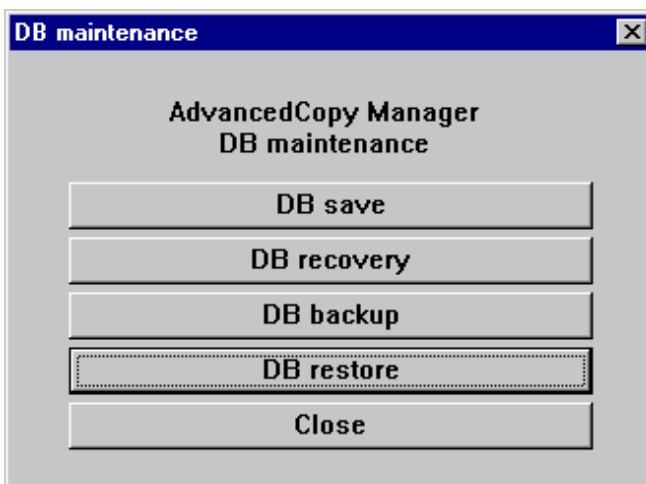 DB maintenance
AdvancedCopy Manager
DB maintenance
DB save
DB recovery
DB backup
DB restore
Close